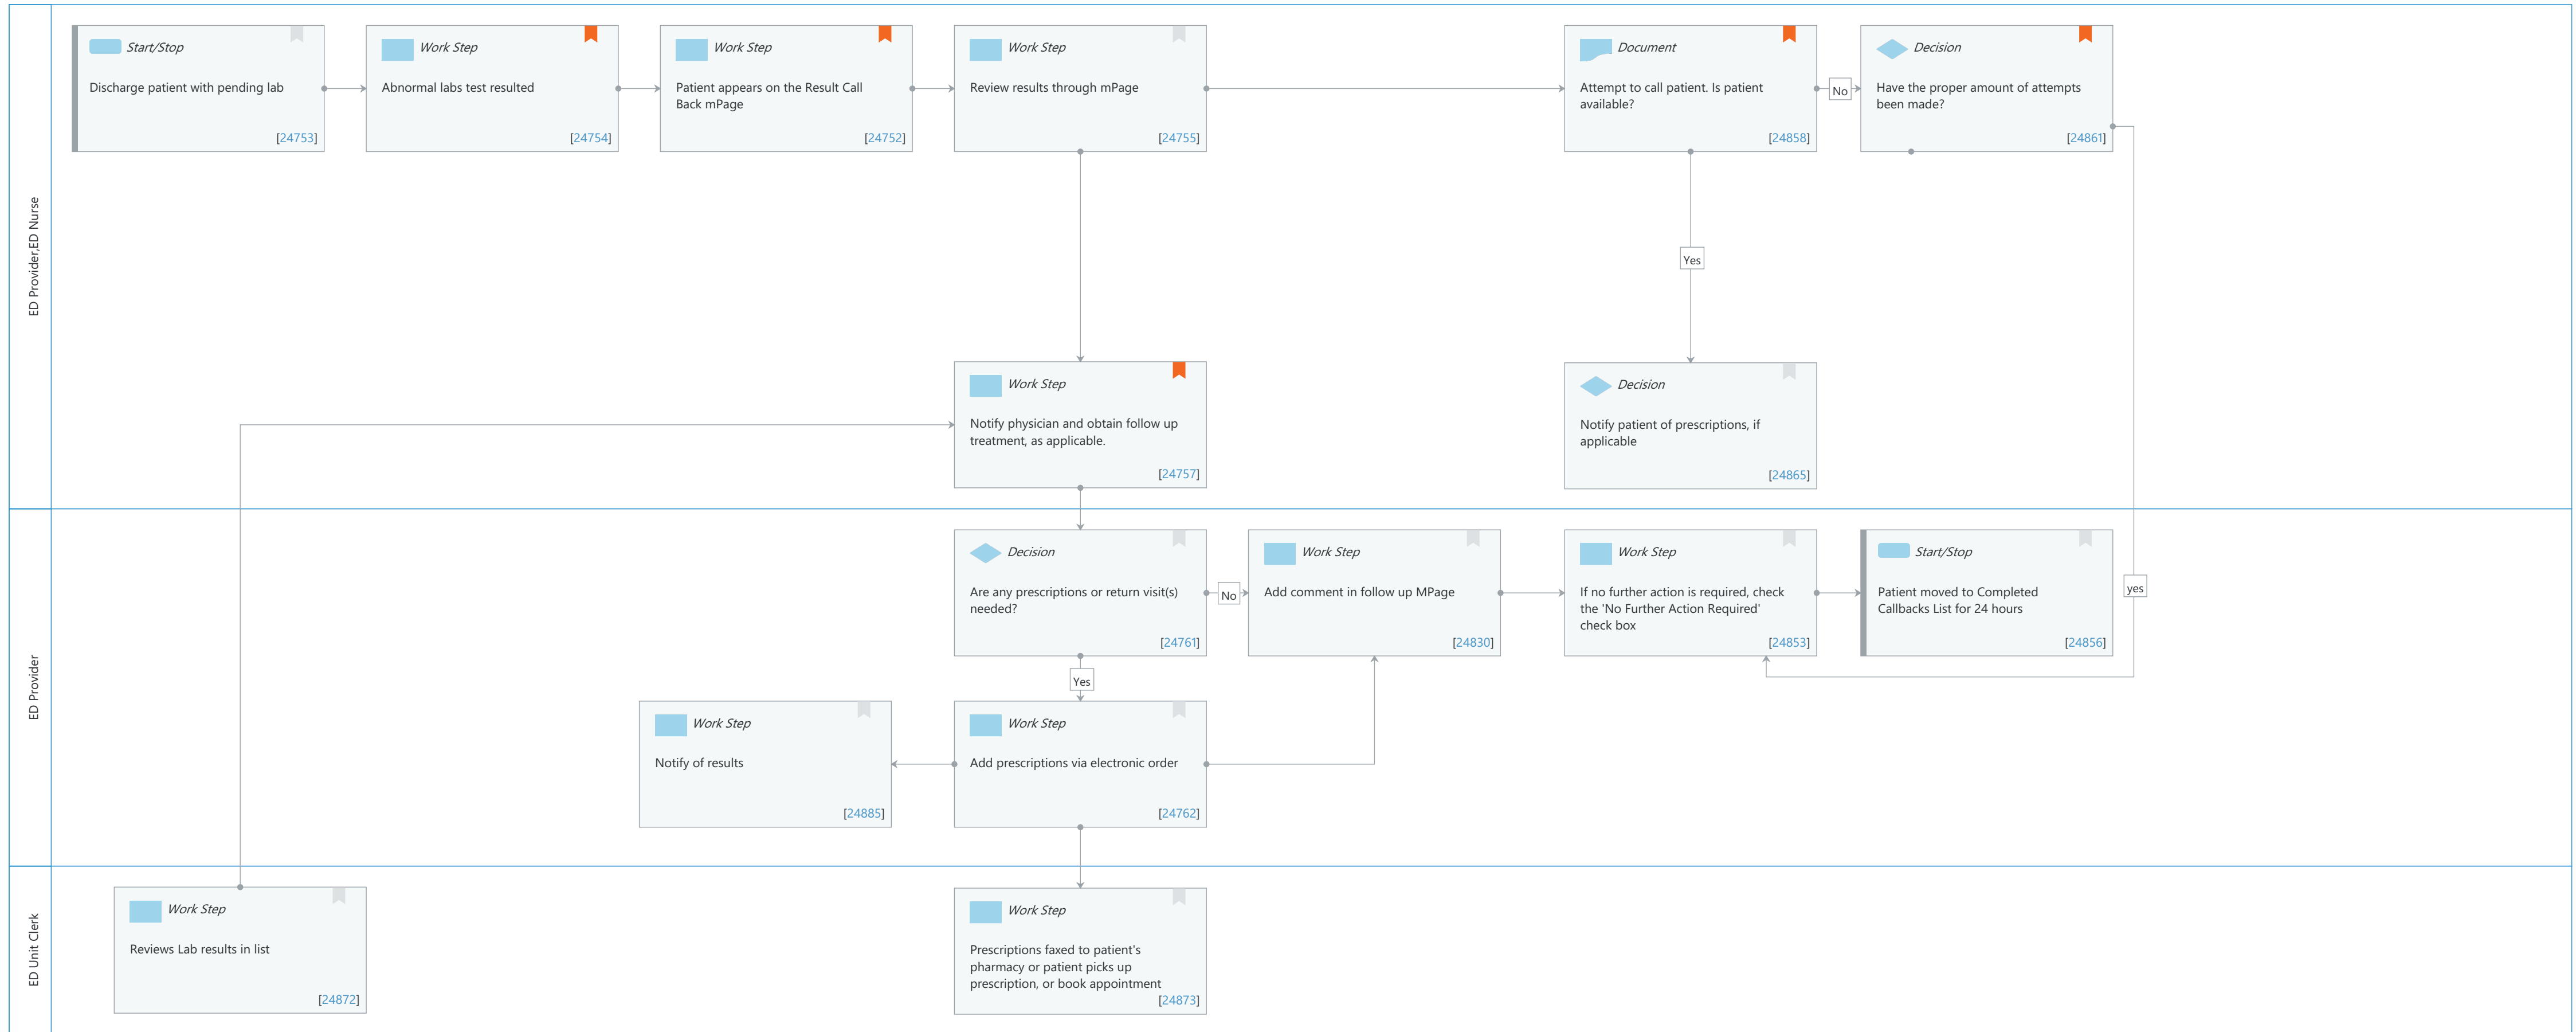 ED Provider,ED Nurse
Start/Stop
Discharge patient with pending lab
[24753]
Work Step
Abnormal labs test resulted
[24754]
Work Step
Patient appears on the Result Call
Back mPage
[24752]
Work Step
Review results through mPage
[24755]
Document
Attempt to call patient. Is patient
available?
[24858]
No
Decision
Have the proper amount of attempts
been made?
[24861]
Yes
Work Step
Notify physician and obtain follow up
treatment, as applicable.
[24757]
Decision
Notify patient of prescriptions, if
applicable
[24865]
ED Provider
Decision
Are any prescriptions or return visit(s)
needed?
[24761]
No
Work Step
Add comment in follow up MPage
[24830]
Work Step
If no further action is required, check
the 'No Further Action Required'
check box
[24853]
Start/Stop
Patient moved to Completed
Callbacks List for 24 hours
[24856]
yes
Yes
Work Step
Notify of results
[24885]
Work Step
Add prescriptions via electronic order
[24762]
ED Unit Clerk
Work Step
Reviews Lab results in list
[24872]
Work Step
Prescriptions faxed to patient's
pharmacy or patient picks up
prescription, or book appointment
[24873]